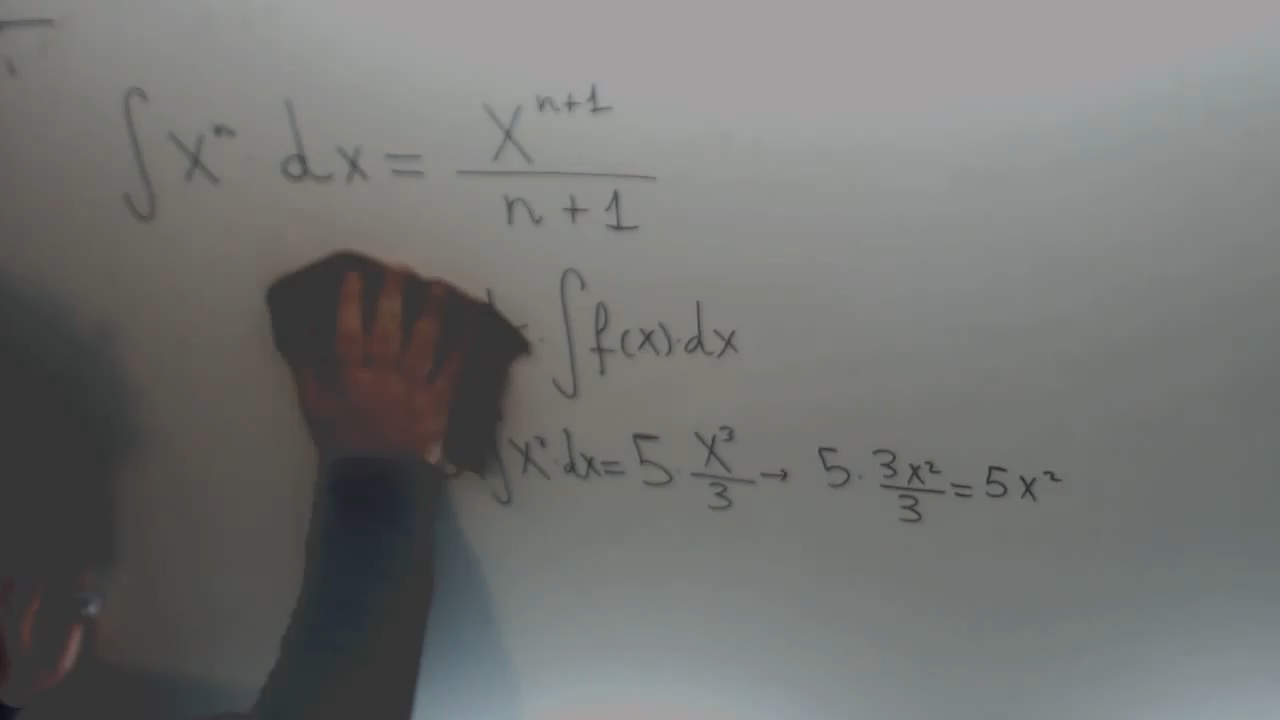 ∫xⁿ·dx = xⁿ⁺¹/n+1
∫f(x)·dx
∫x²·dx = 5·x³/3 → 5·3x²/3 = 5x²